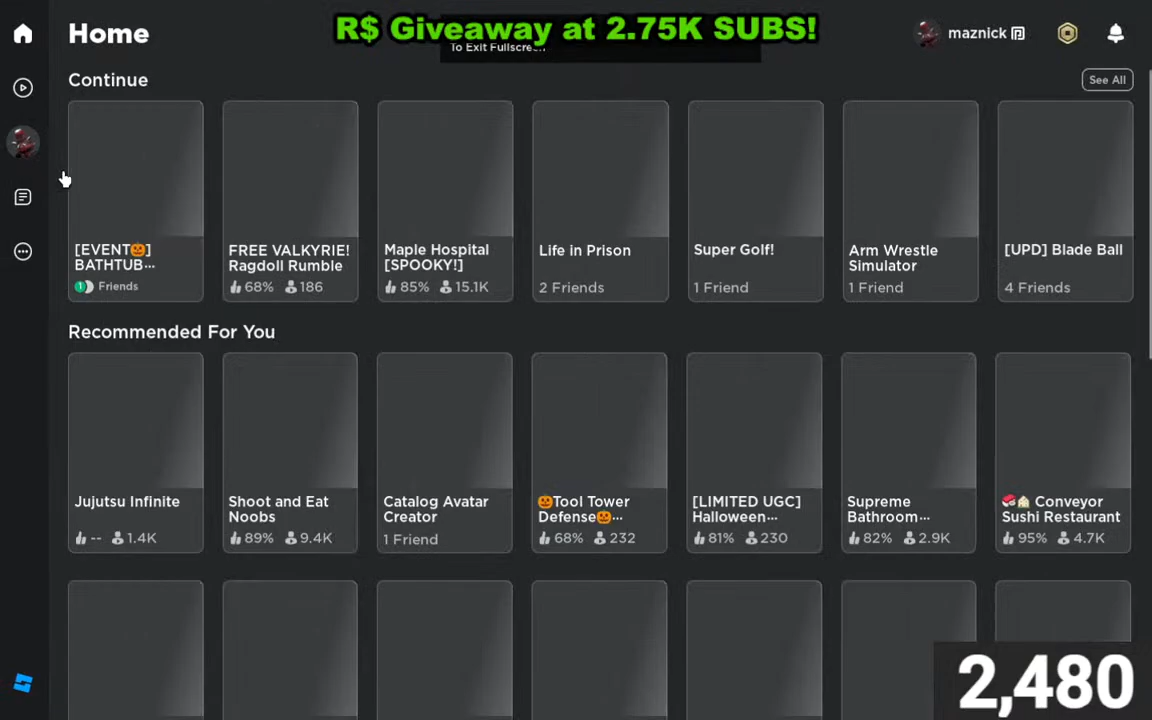 R$ Giveaway at 2.75K SUBS!
Home
To Exit Fullscreen
maznick
Continue
See All
[EVENT🎃]
BATHTUB...
1 Friends
FREE VALKYRIE!
Ragdoll Rumble
68% 186
Maple Hospital
[SPOOKY!]
85% 15.1K
Life in Prison
2 Friends
Super Golf!
1 Friend
Arm Wrestle
Simulator
1 Friend
[UPD] Blade Ball
4 Friends
Recommended For You
Jujutsu Infinite
-- 1.4K
Shoot and Eat
Noobs
89% 9.4K
Catalog Avatar
Creator
1 Friend
🎃Tool Tower
Defense🎃...
68% 232
[LIMITED UGC]
Halloween...
81% 230
Supreme
Bathroom...
82% 2.9K
🍣🍙 Conveyor
Sushi Restaurant
95% 4.7K
2,480